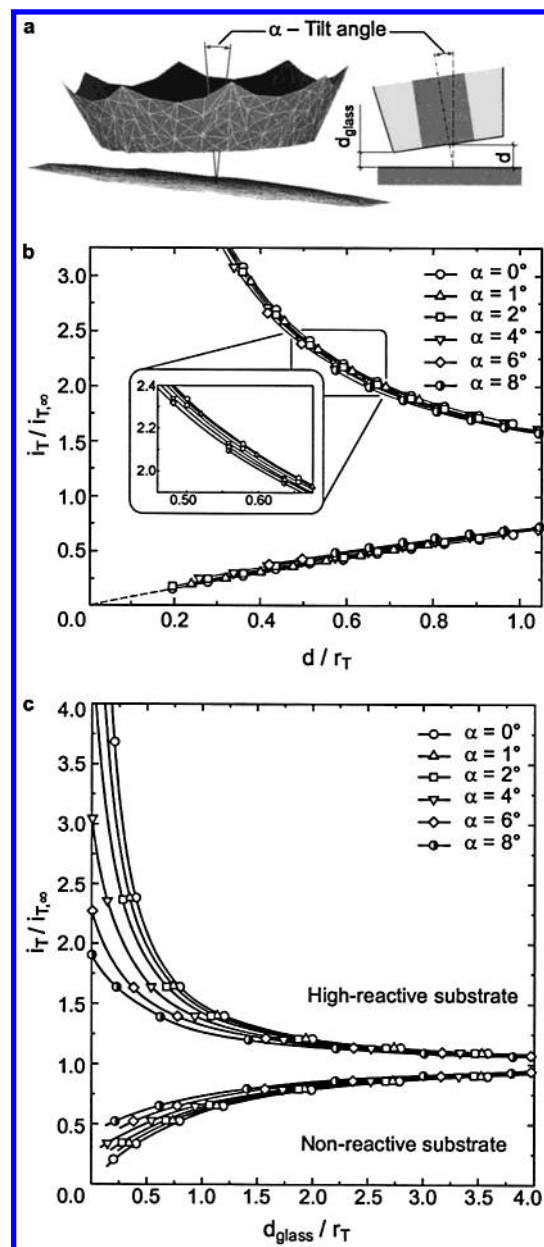 a
α – Tilt angle
d_glass
d
b
3.0
2.5
2.0
1.5
1.0
0.5
0.0
i_T / i_T,∞
α = 0°
α = 1°
α = 2°
α = 4°
α = 6°
α = 8°
2.4
2.2
2.0
0.50
0.60
0.2
0.4
0.6
0.8
1.0
d / r_T
c
4.0
3.5
3.0
2.5
2.0
1.5
1.0
0.5
0.0
i_T / i_T,∞
α = 0°
α = 1°
α = 2°
α = 4°
α = 6°
α = 8°
High-reactive substrate
Non-reactive substrate
0.5
1.0
1.5
2.0
2.5
3.0
3.5
4.0
d_glass / r_T